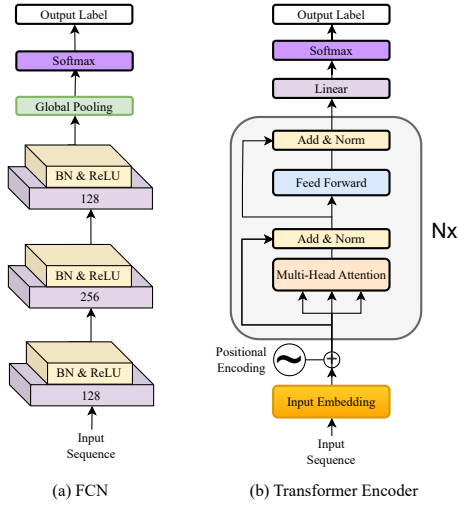 Output Label
Softmax
Global Pooling
BN & ReLU
128
BN & ReLU
256
BN & ReLU
128
Input
Sequence
(a) FCN
Output Label
Softmax
Linear
Add & Norm
Feed Forward
Add & Norm
Multi-Head Attention
Nx
Positional
Encoding
Input Embedding
Input
Sequence
(b) Transformer Encoder